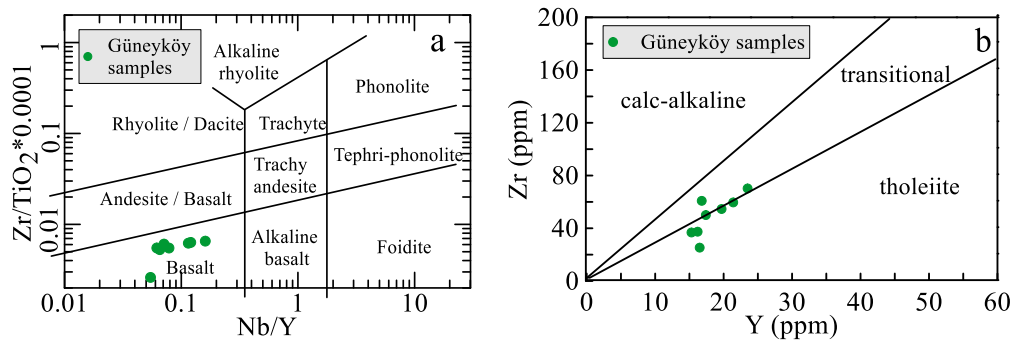 a
Güneyköy
samples
Alkaline
rhyolite
Phonolite
Rhyolite / Dacite
Trachyte
Tephri-phonolite
Trachy
andesite
Andesite / Basalt
Alkaline
basalt
Foidite
Basalt
1
0.1
0.01
Zr/TiO2*0.0001
0.01
0.1
1
10
Nb/Y
b
Güneyköy samples
transitional
calc-alkaline
tholeiite
200
160
120
80
40
0
Zr (ppm)
0
10
20
30
40
50
60
Y (ppm)